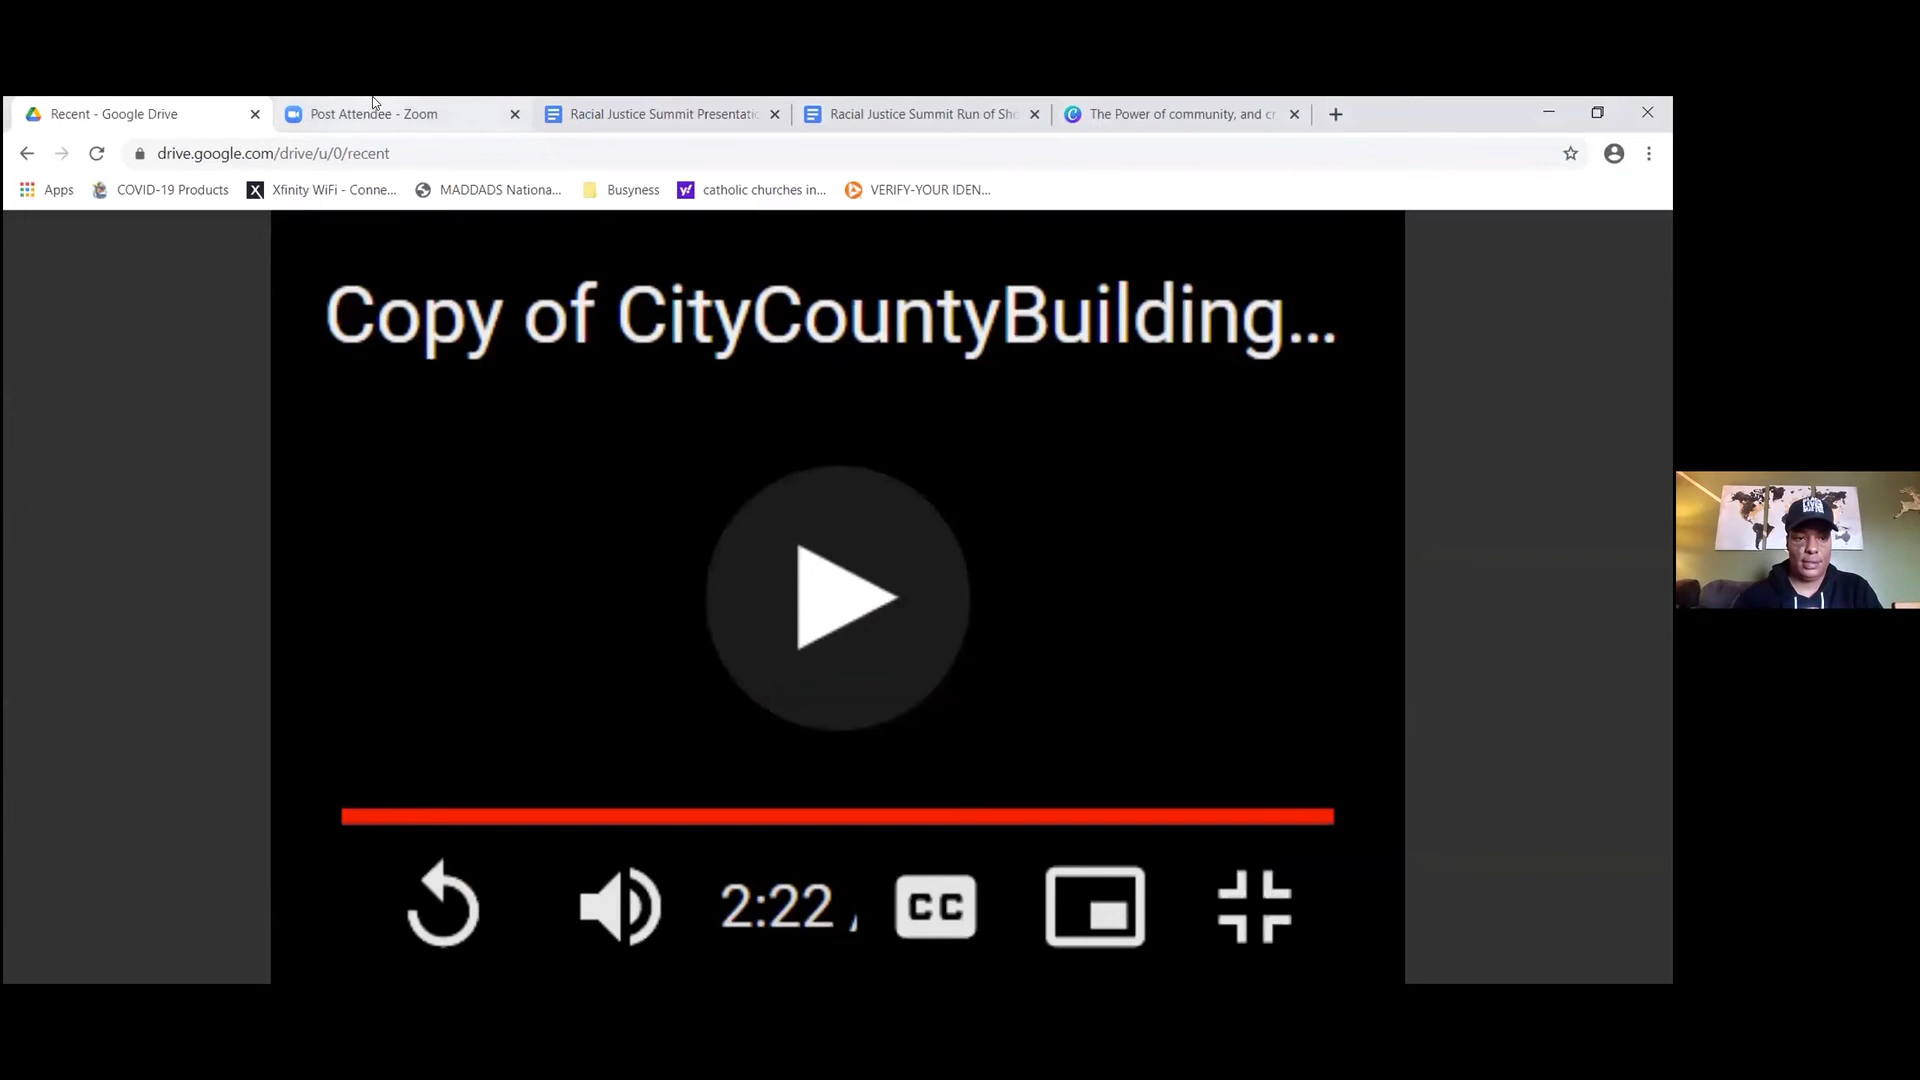 Recent - Google Drive
Post Attendee - Zoom
Racial Justice Summit Presentatic
Racial Justice Summit Run of Sho
The Power of community, and cr
drive.google.com/drive/u/0/recent
Apps
COVID-19 Products
Xfinity WiFi - Conne...
MADDADS Nationa...
Busyness
catholic churches in...
VERIFY-YOUR IDEN...
Copy of CityCountyBuilding...
2:22 /
CC
LIVES